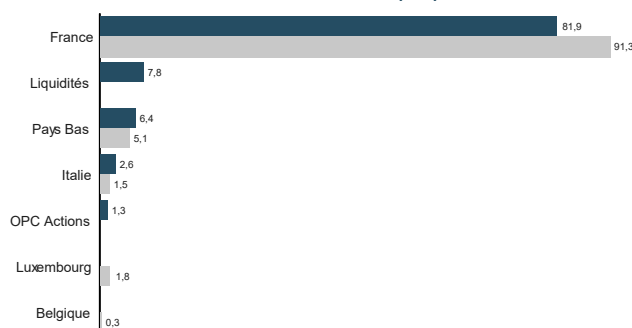 France 81,9
91,3
Liquidités 7,8
Pays Bas 6,4
5,1
Italie 2,6
1,5
OPC Actions 1,3
Luxembourg 1,8
Belgique 0,3